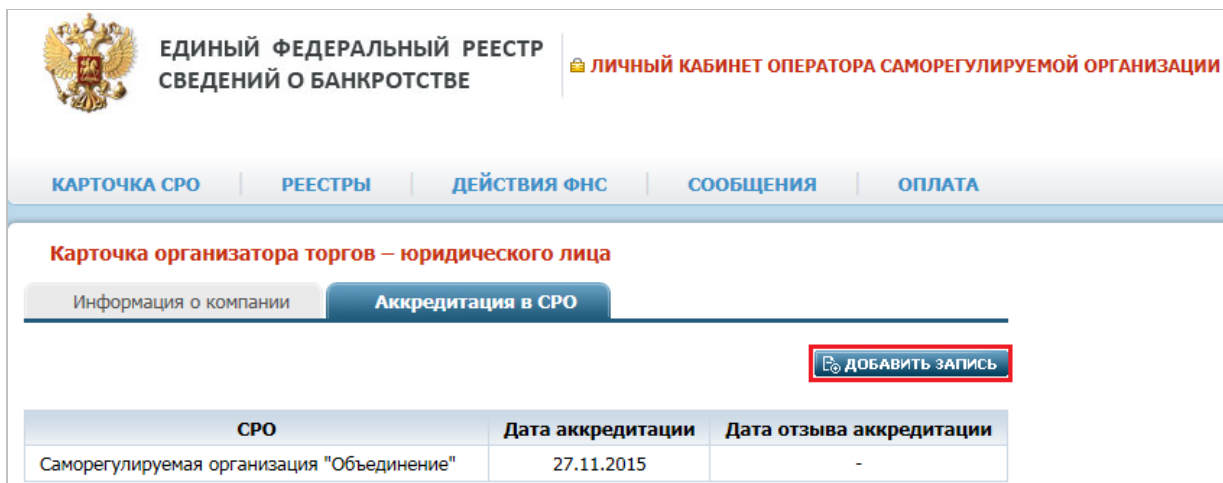 ЕДИНЫЙ ФЕДЕРАЛЬНЫЙ РЕЕСТР
СВЕДЕНИЙ О БАНКРОТСТВЕ
ЛИЧНЫЙ КАБИНЕТ ОПЕРАТОРА САМОРЕГУЛИРУЕМОЙ ОРГАНИЗАЦИИ
КАРТОЧКА СРО РЕЕСТРЫ ДЕЙСТВИЯ ФНС СООБЩЕНИЯ ОПЛАТА
Карточка организатора торгов – юридического лица
Информация о компании Аккредитация в СРО
ДОБАВИТЬ ЗАПИСЬ
СРО Дата аккредитации Дата отзыва аккредитации
Саморегулируемая организация "Объединение" 27.11.2015 -